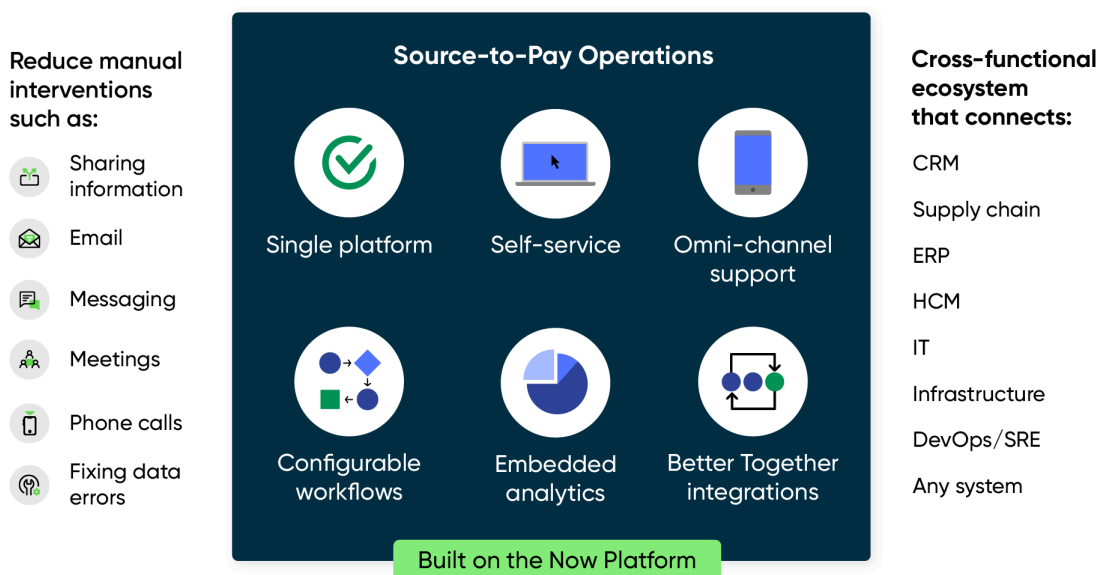 Reduce manual
interventions
such as:
Sharing
information
Email
Messaging
Meetings
Phone calls
Fixing data
errors
Source-to-Pay Operations
Single platform
Self-service
Omni-channel
support
Configurable
workflows
Embedded
analytics
Better Together
integrations
Built on the Now Platform
Cross-functional
ecosystem
that connects:
CRM
Supply chain
ERP
HCM
IT
Infrastructure
DevOps/SRE
Any system